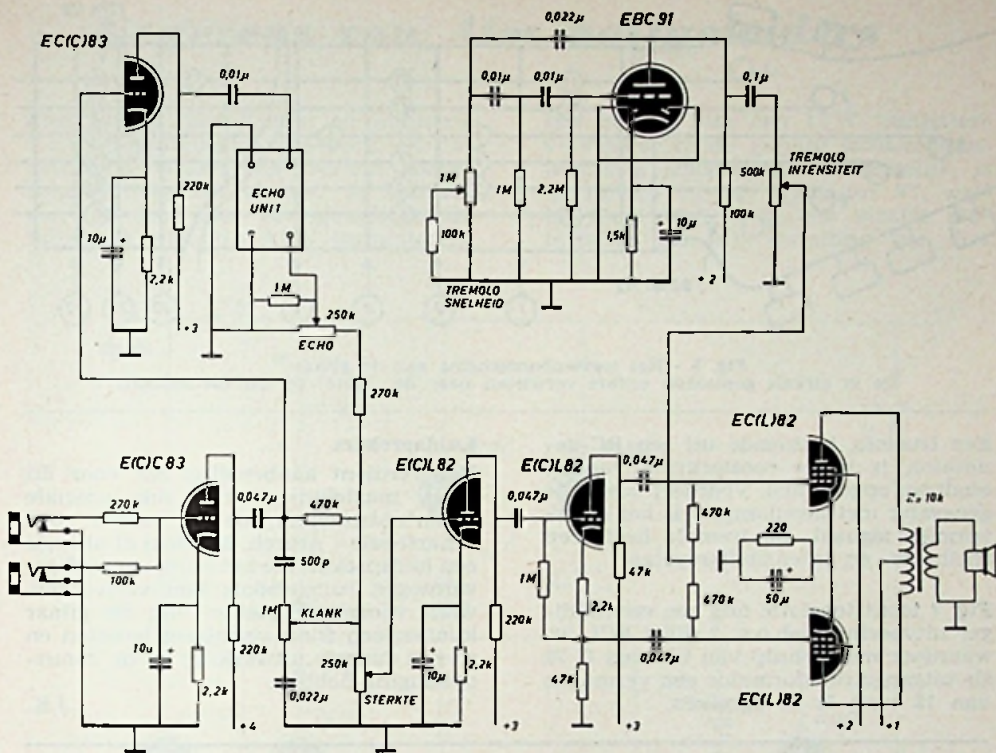 EC(C)83
0,01µ
220k
ECHO
UNIT
10µ
+
2,2k
+3
1M
250k
ECHO
270k
EBC 91
0,022µ
0,01µ
0,01µ
0,1µ
1M
1M
2,2M
100k
1,5k
10µ
+
100k
500k
TREMOLO
INTENSITEIT
TREMOLO
SNELHEID
+2
E(C)C 83
270k
100k
0,047µ
470k
500p
1M
KLANK
250k
STERKTE
10u
+
2,2k
220k
+4
0,022µ
E(C)L82
0,047µ
10µ
+
2,2k
220k
+3
E(C)L82
0,047µ
1M
2,2k
47k
47k
+3
0,047µ
470k
470k
220
50µ
+
EC(L)82
EC(L)82
Z= 10k
+2
+1